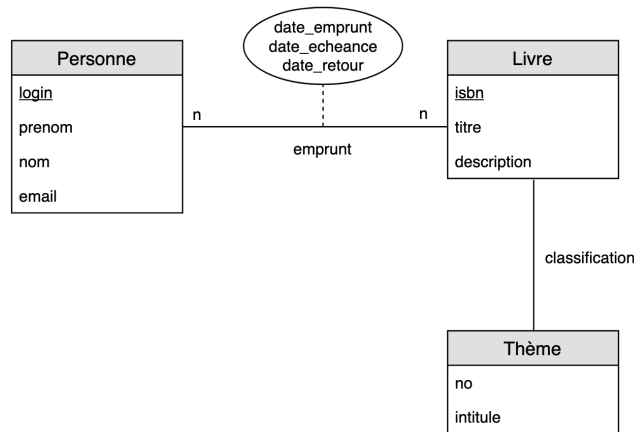 date_emprunt
date_echeance
date_retour
Personne
login
prenom
nom
email
n
n
emprunt
Livre
isbn
titre
description
classification
Thème
no
intitule